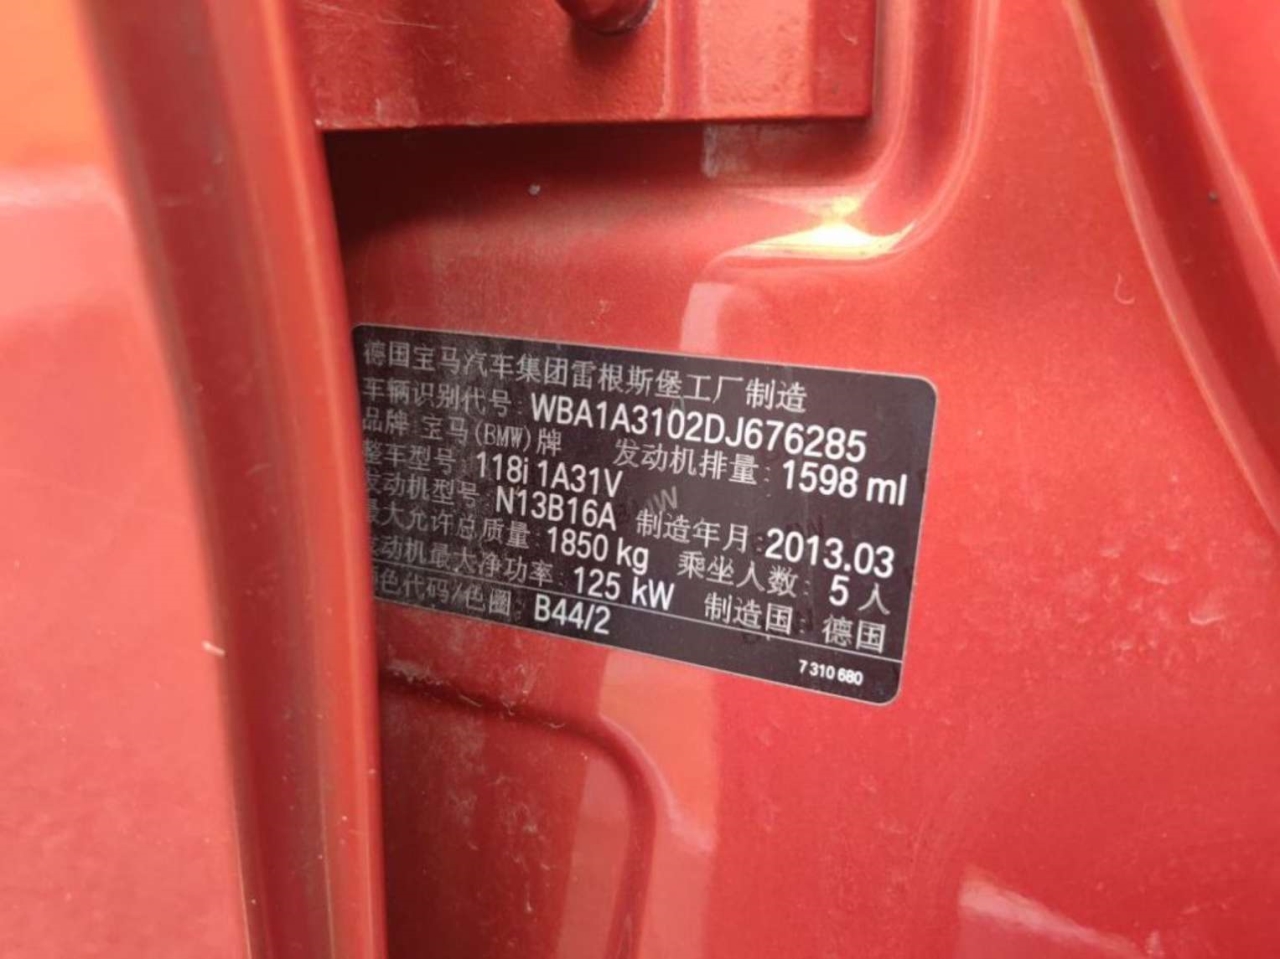 德国宝马汽车集团雷根斯堡工厂制造
车辆识别代号: WBA1A3102DJ676285
品牌: 宝马(BMW)牌 发动机排量: 1598 ml
整车型号: 118i 1A31V
发动机型号: N13B16A 制造年月: 2013.03
最大允许总质量: 1850 kg 乘坐人数: 5 人
发动机最大净功率: 125 kW 制造国: 德国
颜色代码/色圈: B44/2
7 310 680